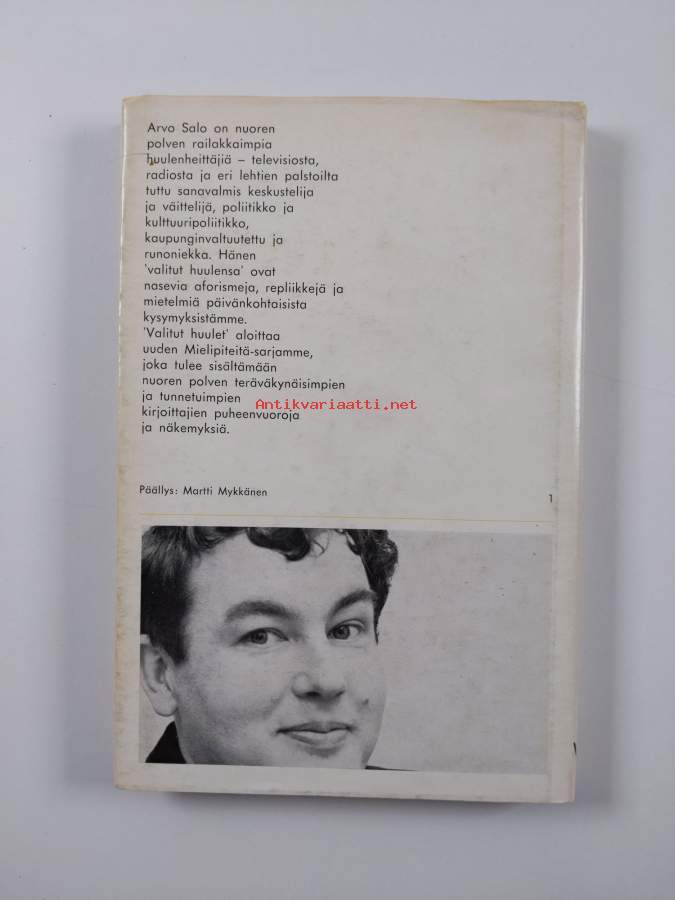 Arvo Salo on nuoren
polven railakkaimpia
huulenheittäjiä – televisiosta,
radiosta ja eri lehtien palstoilta
tuttu sanavalmis keskustelija
ja väittelijä, poliitikko ja
kulttuuripoliitikko,
kaupunginvaltuutettu ja
runoniekka. Hänen
'valitut huulensa' ovat
nasevia aforismeja, repliikkejä ja
mietelmiä päivänkohtaisista
kysymyksistämme.
'Valitut huulet' aloittaa
uuden Mielipiteitä-sarjamme,
joka tulee sisältämään
nuoren polven teräväkynäisimpien
ja tunnetuimpien
Antikvariaatti.net
kirjoittajien puheenvuoroja
ja näkemyksiä.
Päällys: Martti Mykkänen
1